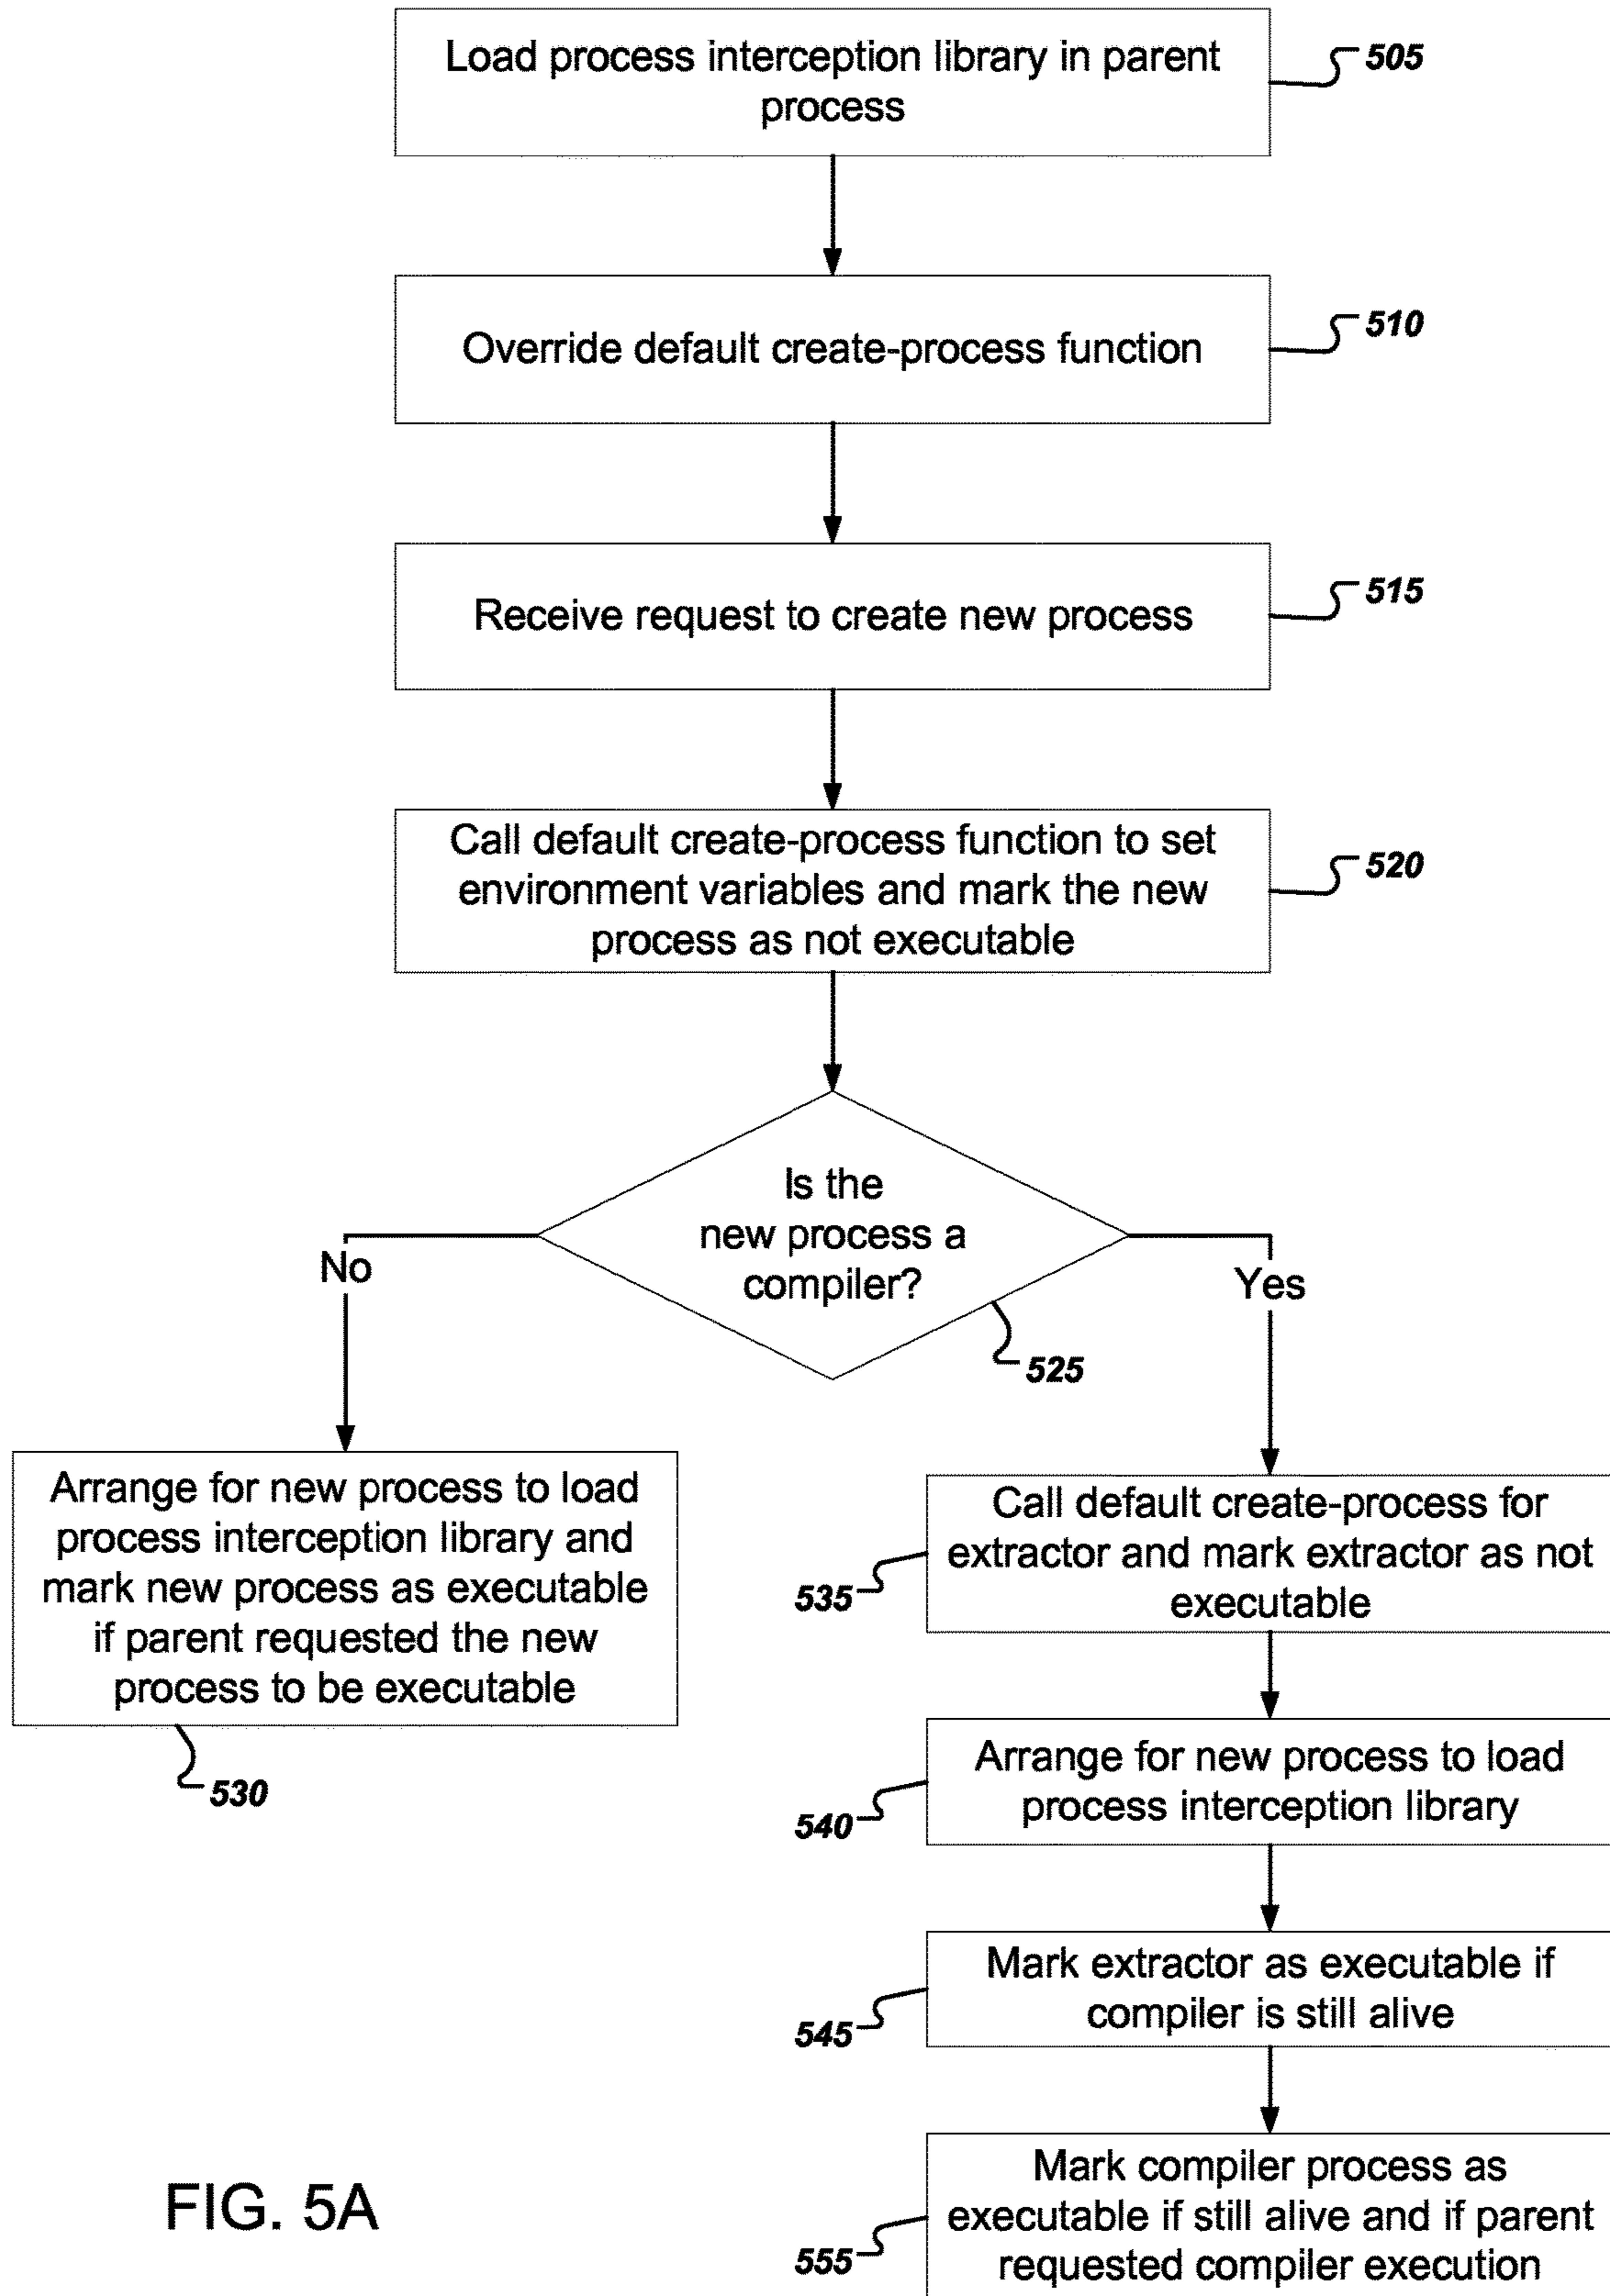 Load process interception library in parent
process
505
Override default create-process function
510
Receive request to create new process
515
Call default create-process function to set
environment variables and mark the new
process as not executable
520
Is the
new process a
compiler?
525
No
Yes
Arrange for new process to load
process interception library and
mark new process as executable
if parent requested the new
process to be executable
530
Call default create-process for
extractor and mark extractor as not
executable
535
Arrange for new process to load
process interception library
540
Mark extractor as executable if
compiler is still alive
545
Mark compiler process as
executable if still alive and if parent
requested compiler execution
555
FIG. 5A